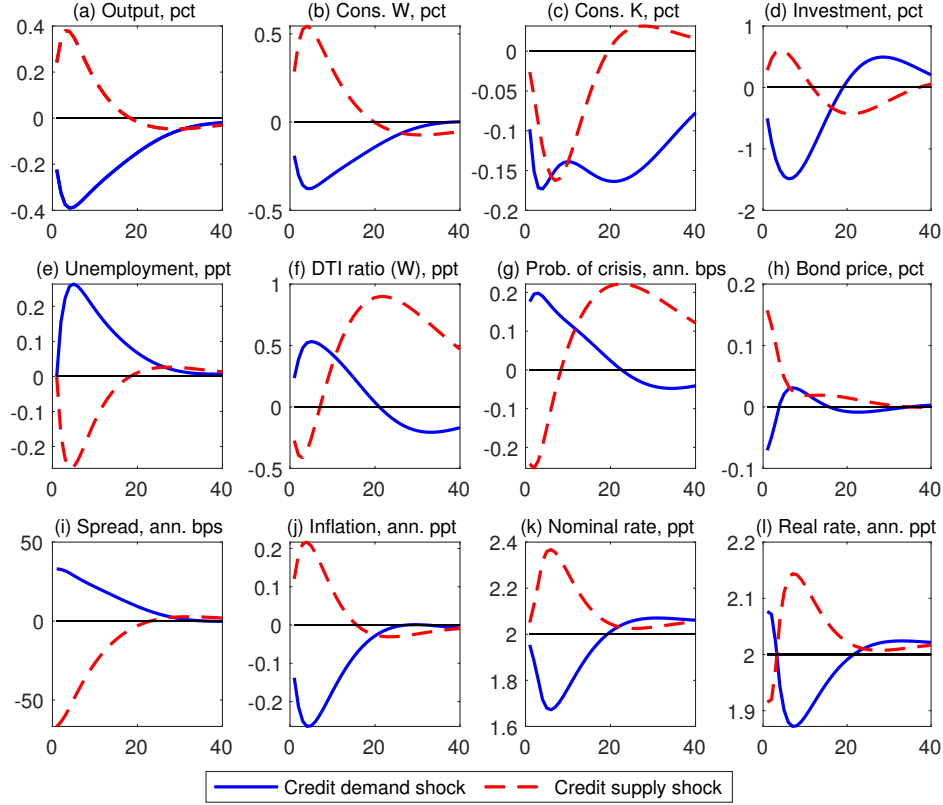 (a) Output, pct
(b) Cons. W, pct
(c) Cons. K, pct
(d) Investment, pct
0.4
0.2
0
-0.2
-0.4
0 20 40
0.5
0
-0.5
0 20 40
0
-0.05
-0.1
-0.15
-0.2
0 20 40
1
0
-1
-2
0 20 40
(e) Unemployment, ppt
(f) DTI ratio (W), ppt
(g) Prob. of crisis, ann. bps
(h) Bond price, pct
0.2
0.1
0
-0.1
-0.2
0 20 40
1
0.5
0
-0.5
0 20 40
0.2
0.1
0
-0.1
-0.2
0 20 40
0.2
0.1
0
-0.1
0 20 40
(i) Spread, ann. bps
(j) Inflation, ann. ppt
(k) Nominal rate, ppt
(l) Real rate, ann. ppt
50
0
-50
0 20 40
0.2
0.1
0
-0.1
-0.2
0 20 40
2.4
2.2
2
1.8
1.6
0 20 40
2.2
2.1
2
1.9
0 20 40
Credit demand shock
Credit supply shock